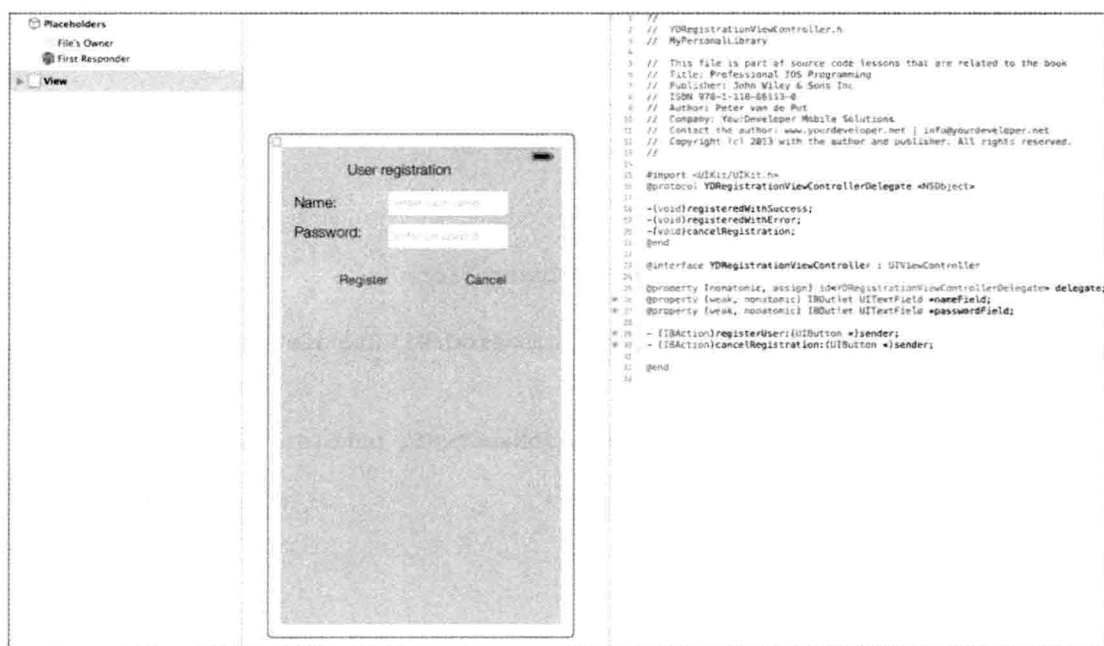 Placeholders
File's Owner
First Responder
View
User registration
Name:
Password:
Register
Cancel
//
// YDRegistrationViewController.h
// MyPersonalLibrary
// This file is part of source code lessons that are related to the book
// Title: Professional IOS Programming
// Publisher: John Wiley & Sons Inc
// ISBN 978-1-118-66113-0
// Author: Peter van de Put
// Company: YourDeveloper Mobile Solutions
// Contact the author: www.yourdeveloper.net | info@yourdeveloper.net
// Copyright (c) 2013 with the author and publisher. All rights reserved.
//
#import <UIKit/UIKit.h>
@protocol YDRegistrationViewControllerDelegate <NSObject>
-(void)registeredWithSuccess;
-(void)registeredWithError;
-(void)cancelRegistration;
@end
@interface YDRegistrationViewController : UIViewController
@property (nonatomic, assign) id<YDRegistrationViewControllerDelegate> delegate;
@property (weak, nonatomic) IBOutlet UITextField *nameField;
@property (weak, nonatomic) IBOutlet UITextField *passwordField;
- (IBAction)registerUser:(UIButton *)sender;
- (IBAction)cancelRegistration:(UIButton *)sender;
@end